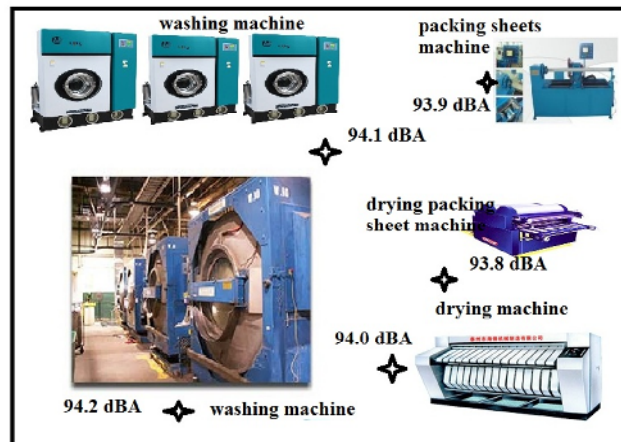 washing machine
packing sheets
machine
93.9 dBA
94.1 dBA
drying packing
sheet machine
93.8 dBA
drying machine
94.0 dBA
94.2 dBA
washing machine